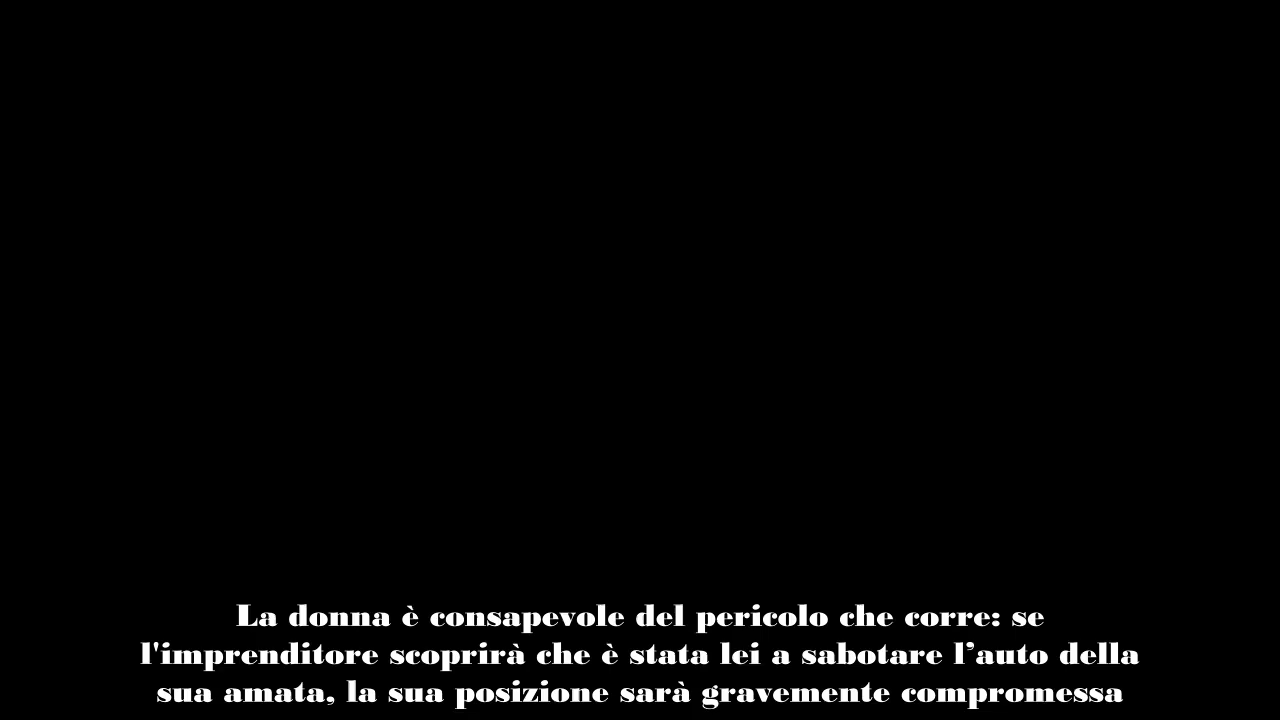 La donna è consapevole del pericolo che corre: se
l'imprenditore scoprirà che è stata lei a sabotare l’auto della
sua amata, la sua posizione sarà gravemente compromessa